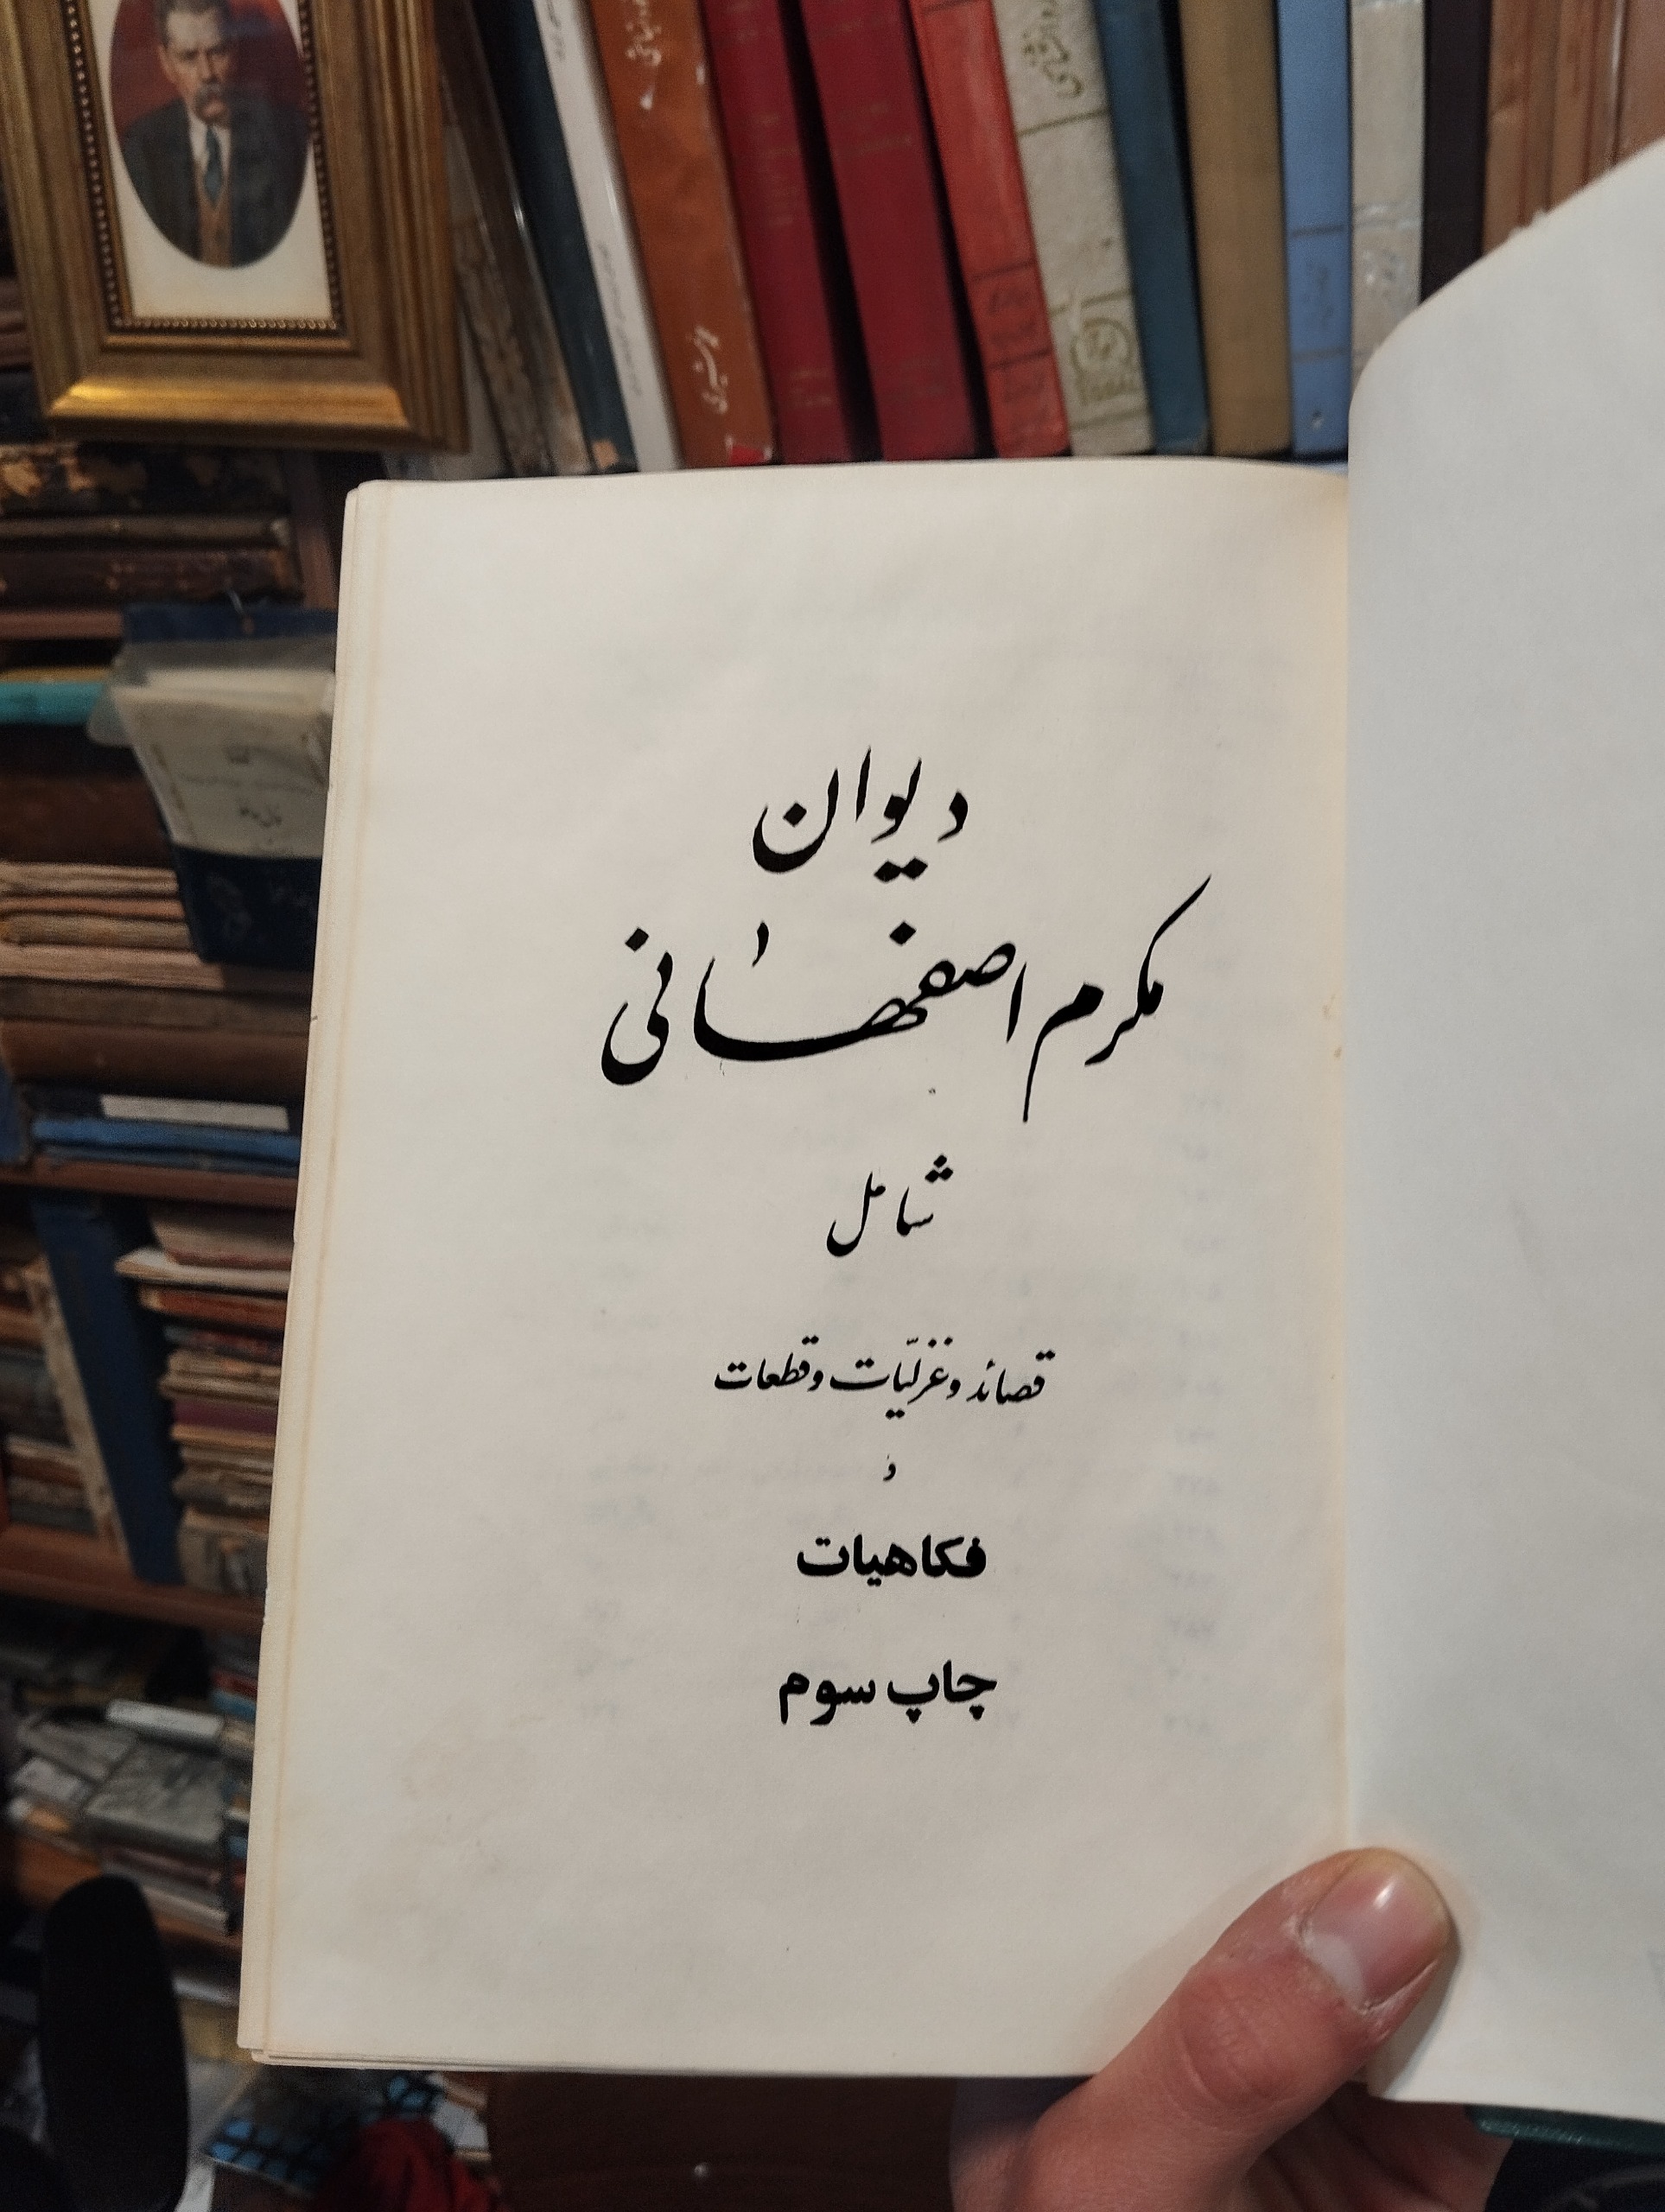 دیوان
مکرم اصفهانی
شامل
قصائد و غزلیّات و قطعات
و
فکاهیات
چاپ سوم